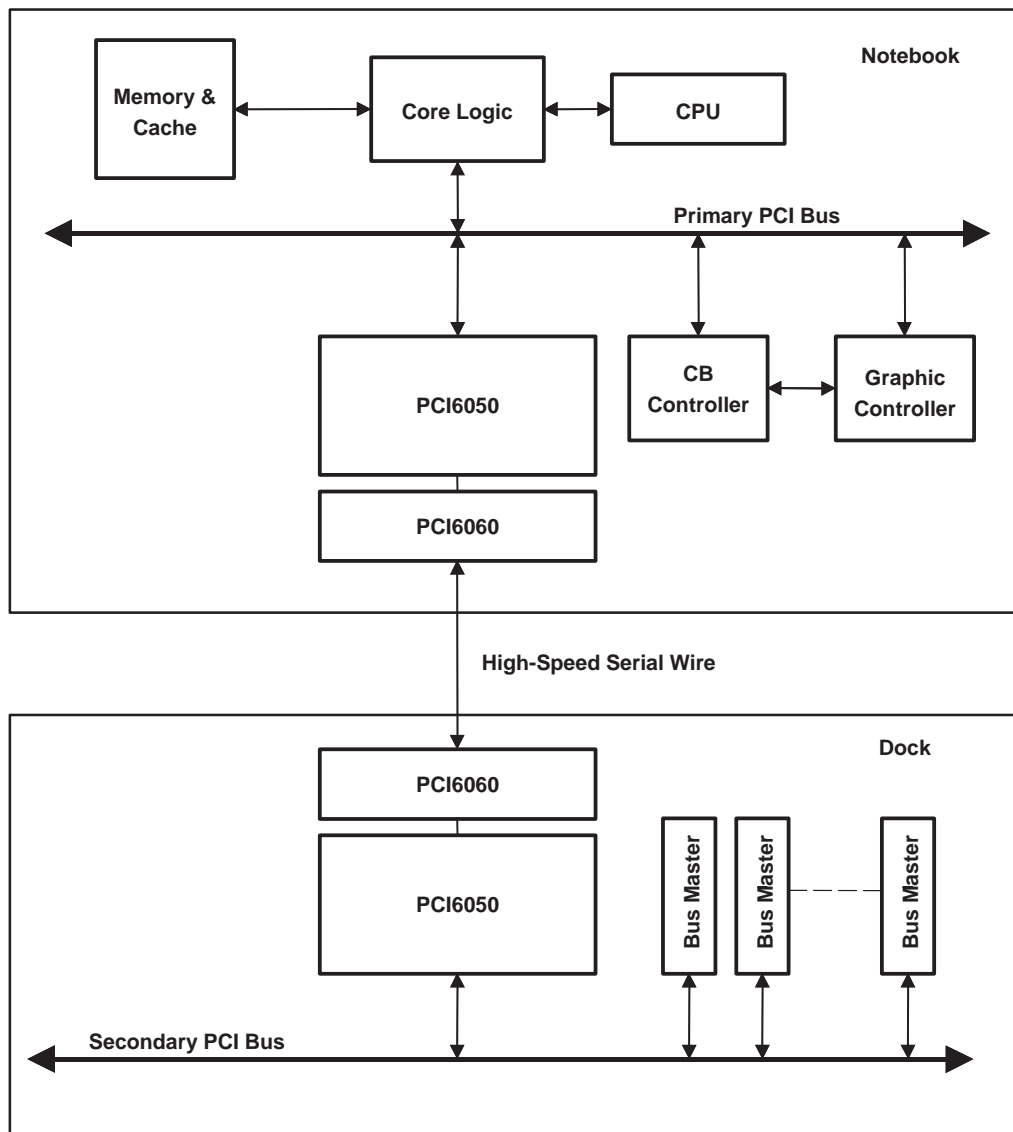 Notebook
Memory &
Cache
Core Logic
CPU
Primary PCI Bus
PCI6050
CB
Controller
Graphic
Controller
PCI6060
High-Speed Serial Wire
Dock
PCI6060
PCI6050
Bus Master
Bus Master
Bus Master
Secondary PCI Bus